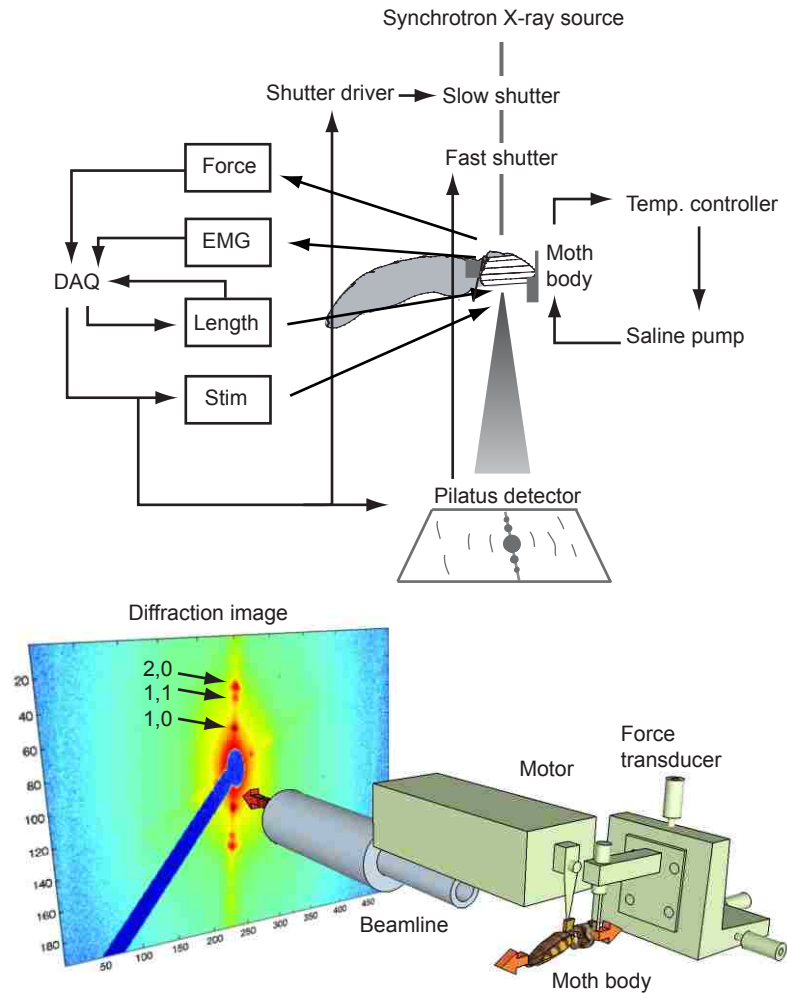 Synchrotron X-ray source
Shutter driver
Slow shutter
Fast shutter
Force
EMG
DAQ
Length
Stim
Moth
body
Temp. controller
Saline pump
Pilatus detector
Diffraction image
2,0
1,1
1,0
20
40
60
80
100
120
140
160
180
50
100
150
200
250
300
350
400
450
Motor
Force
transducer
Beamline
Moth body